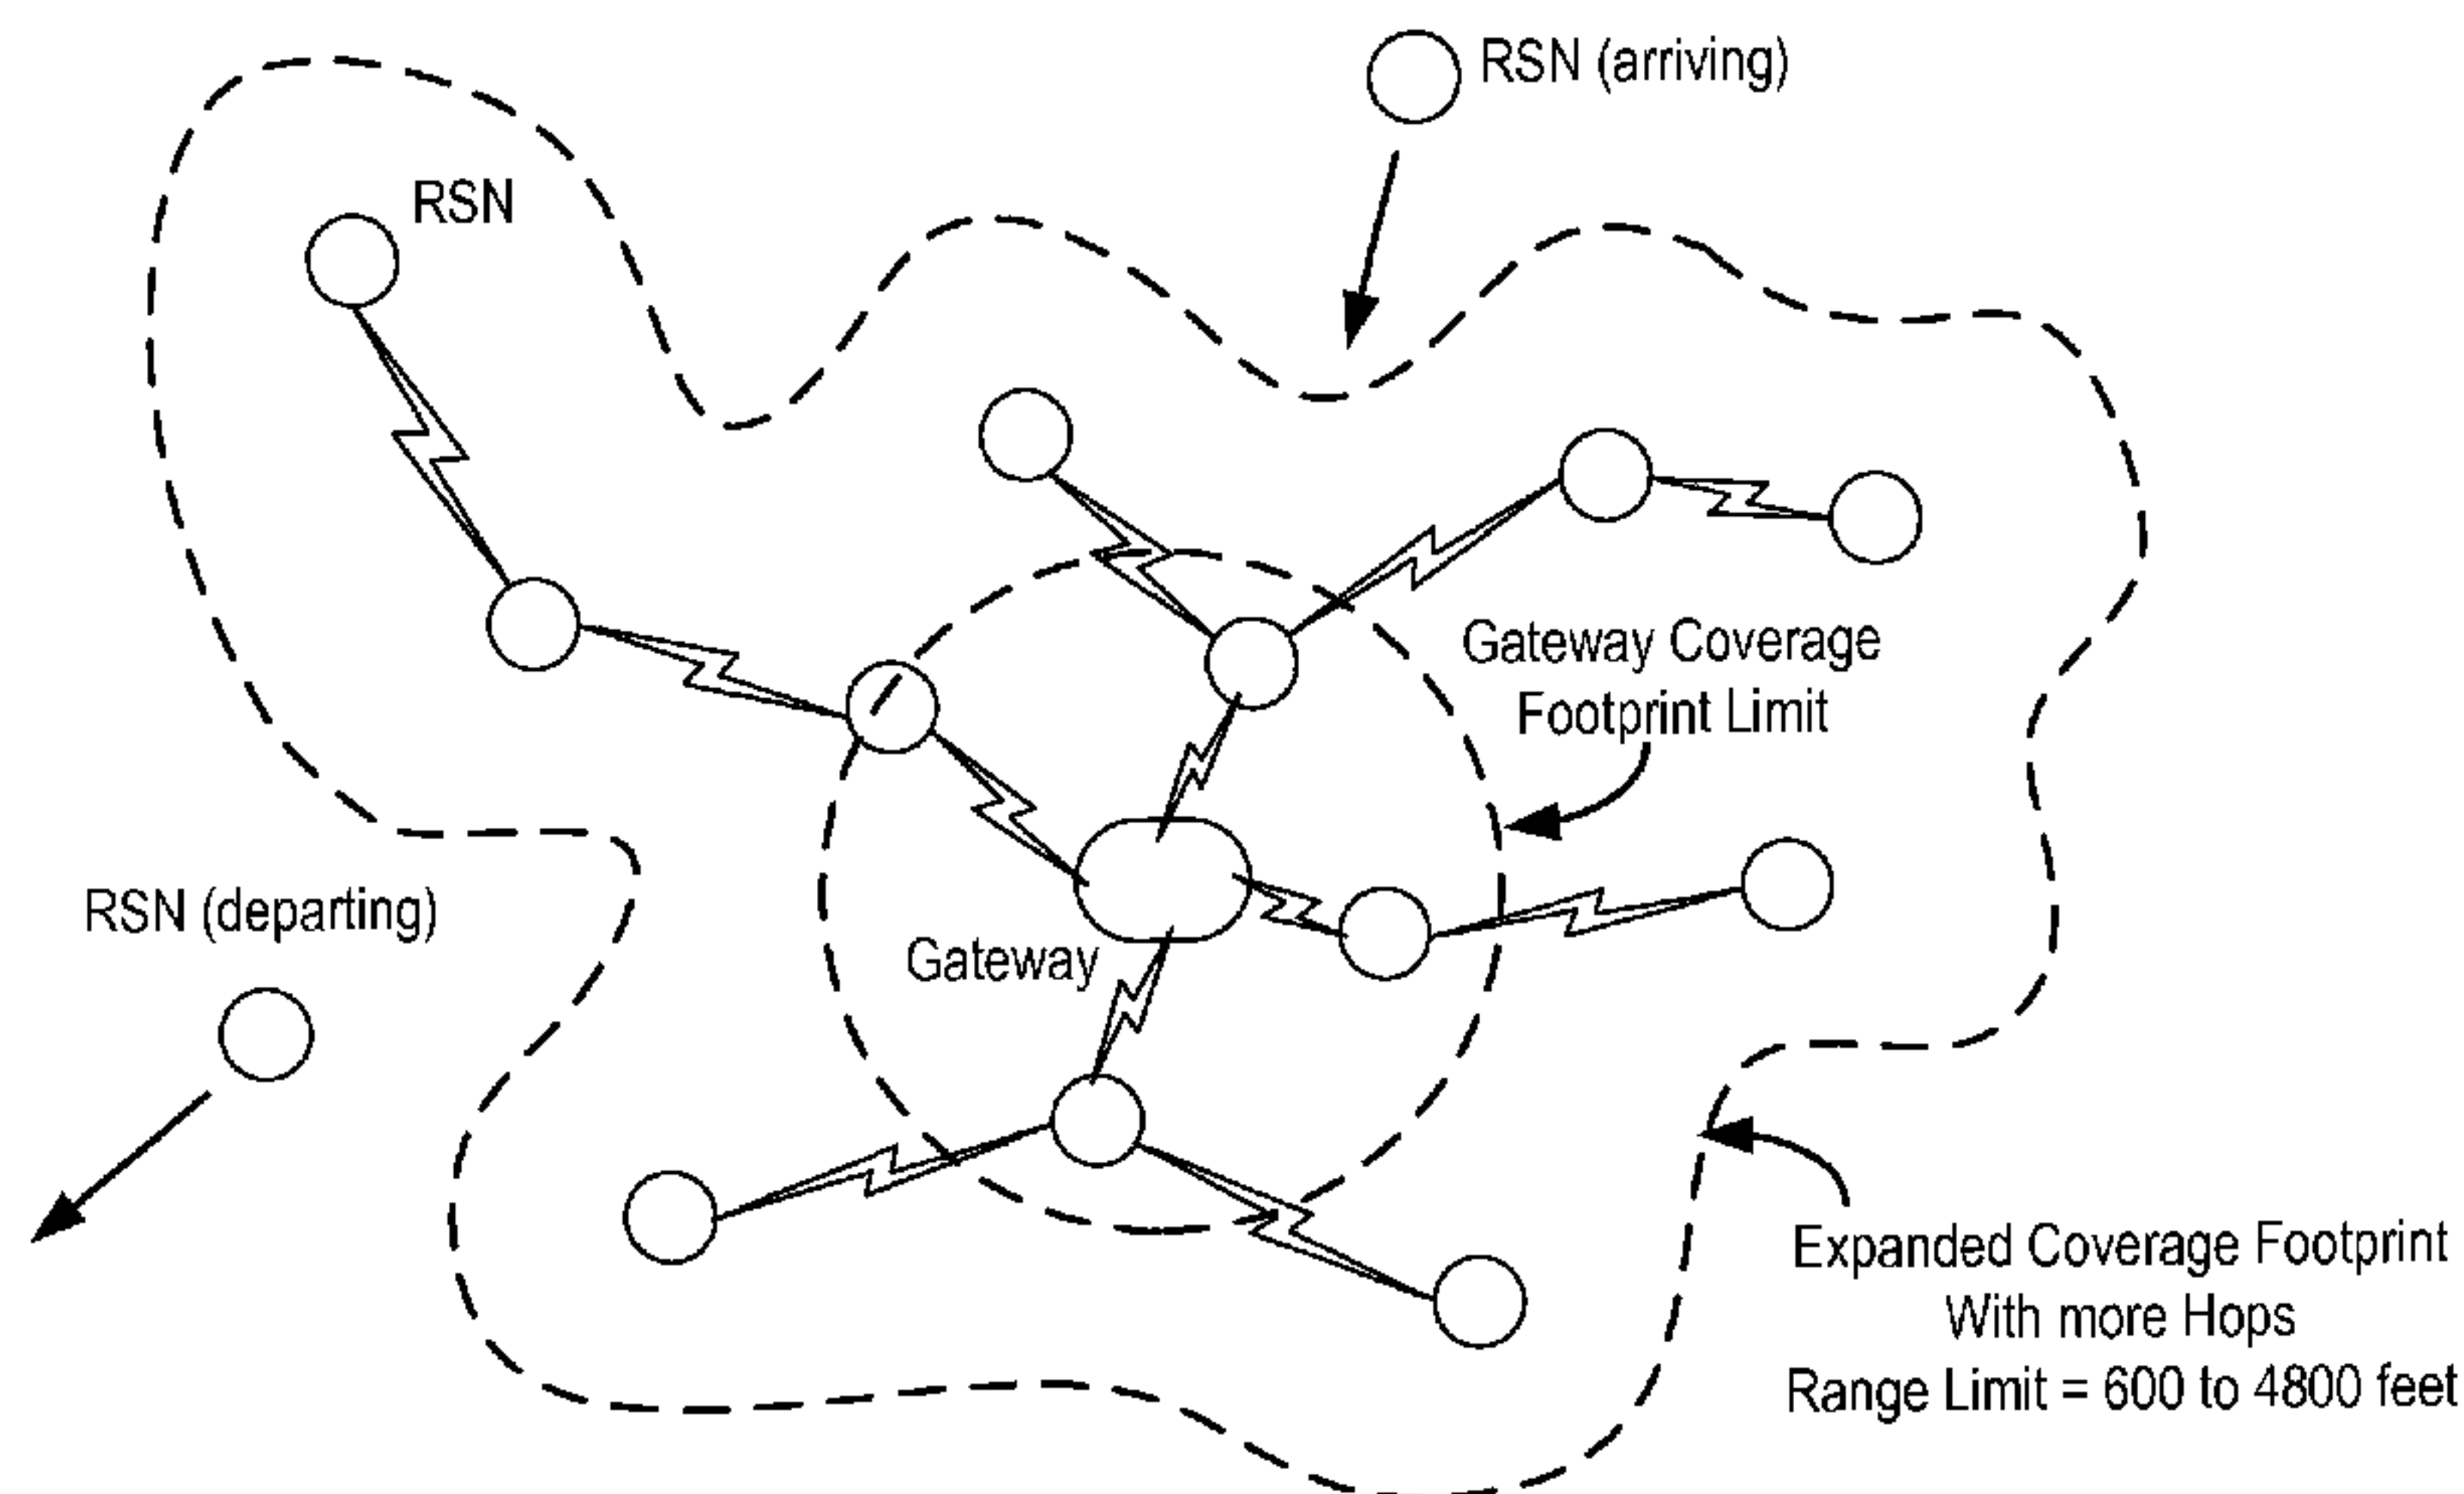 RSN (arriving)
RSN
Gateway Coverage
Footprint Limit
RSN (departing)
Gateway
Expanded Coverage Footprint
With more Hops
Range Limit = 600 to 4800 feet